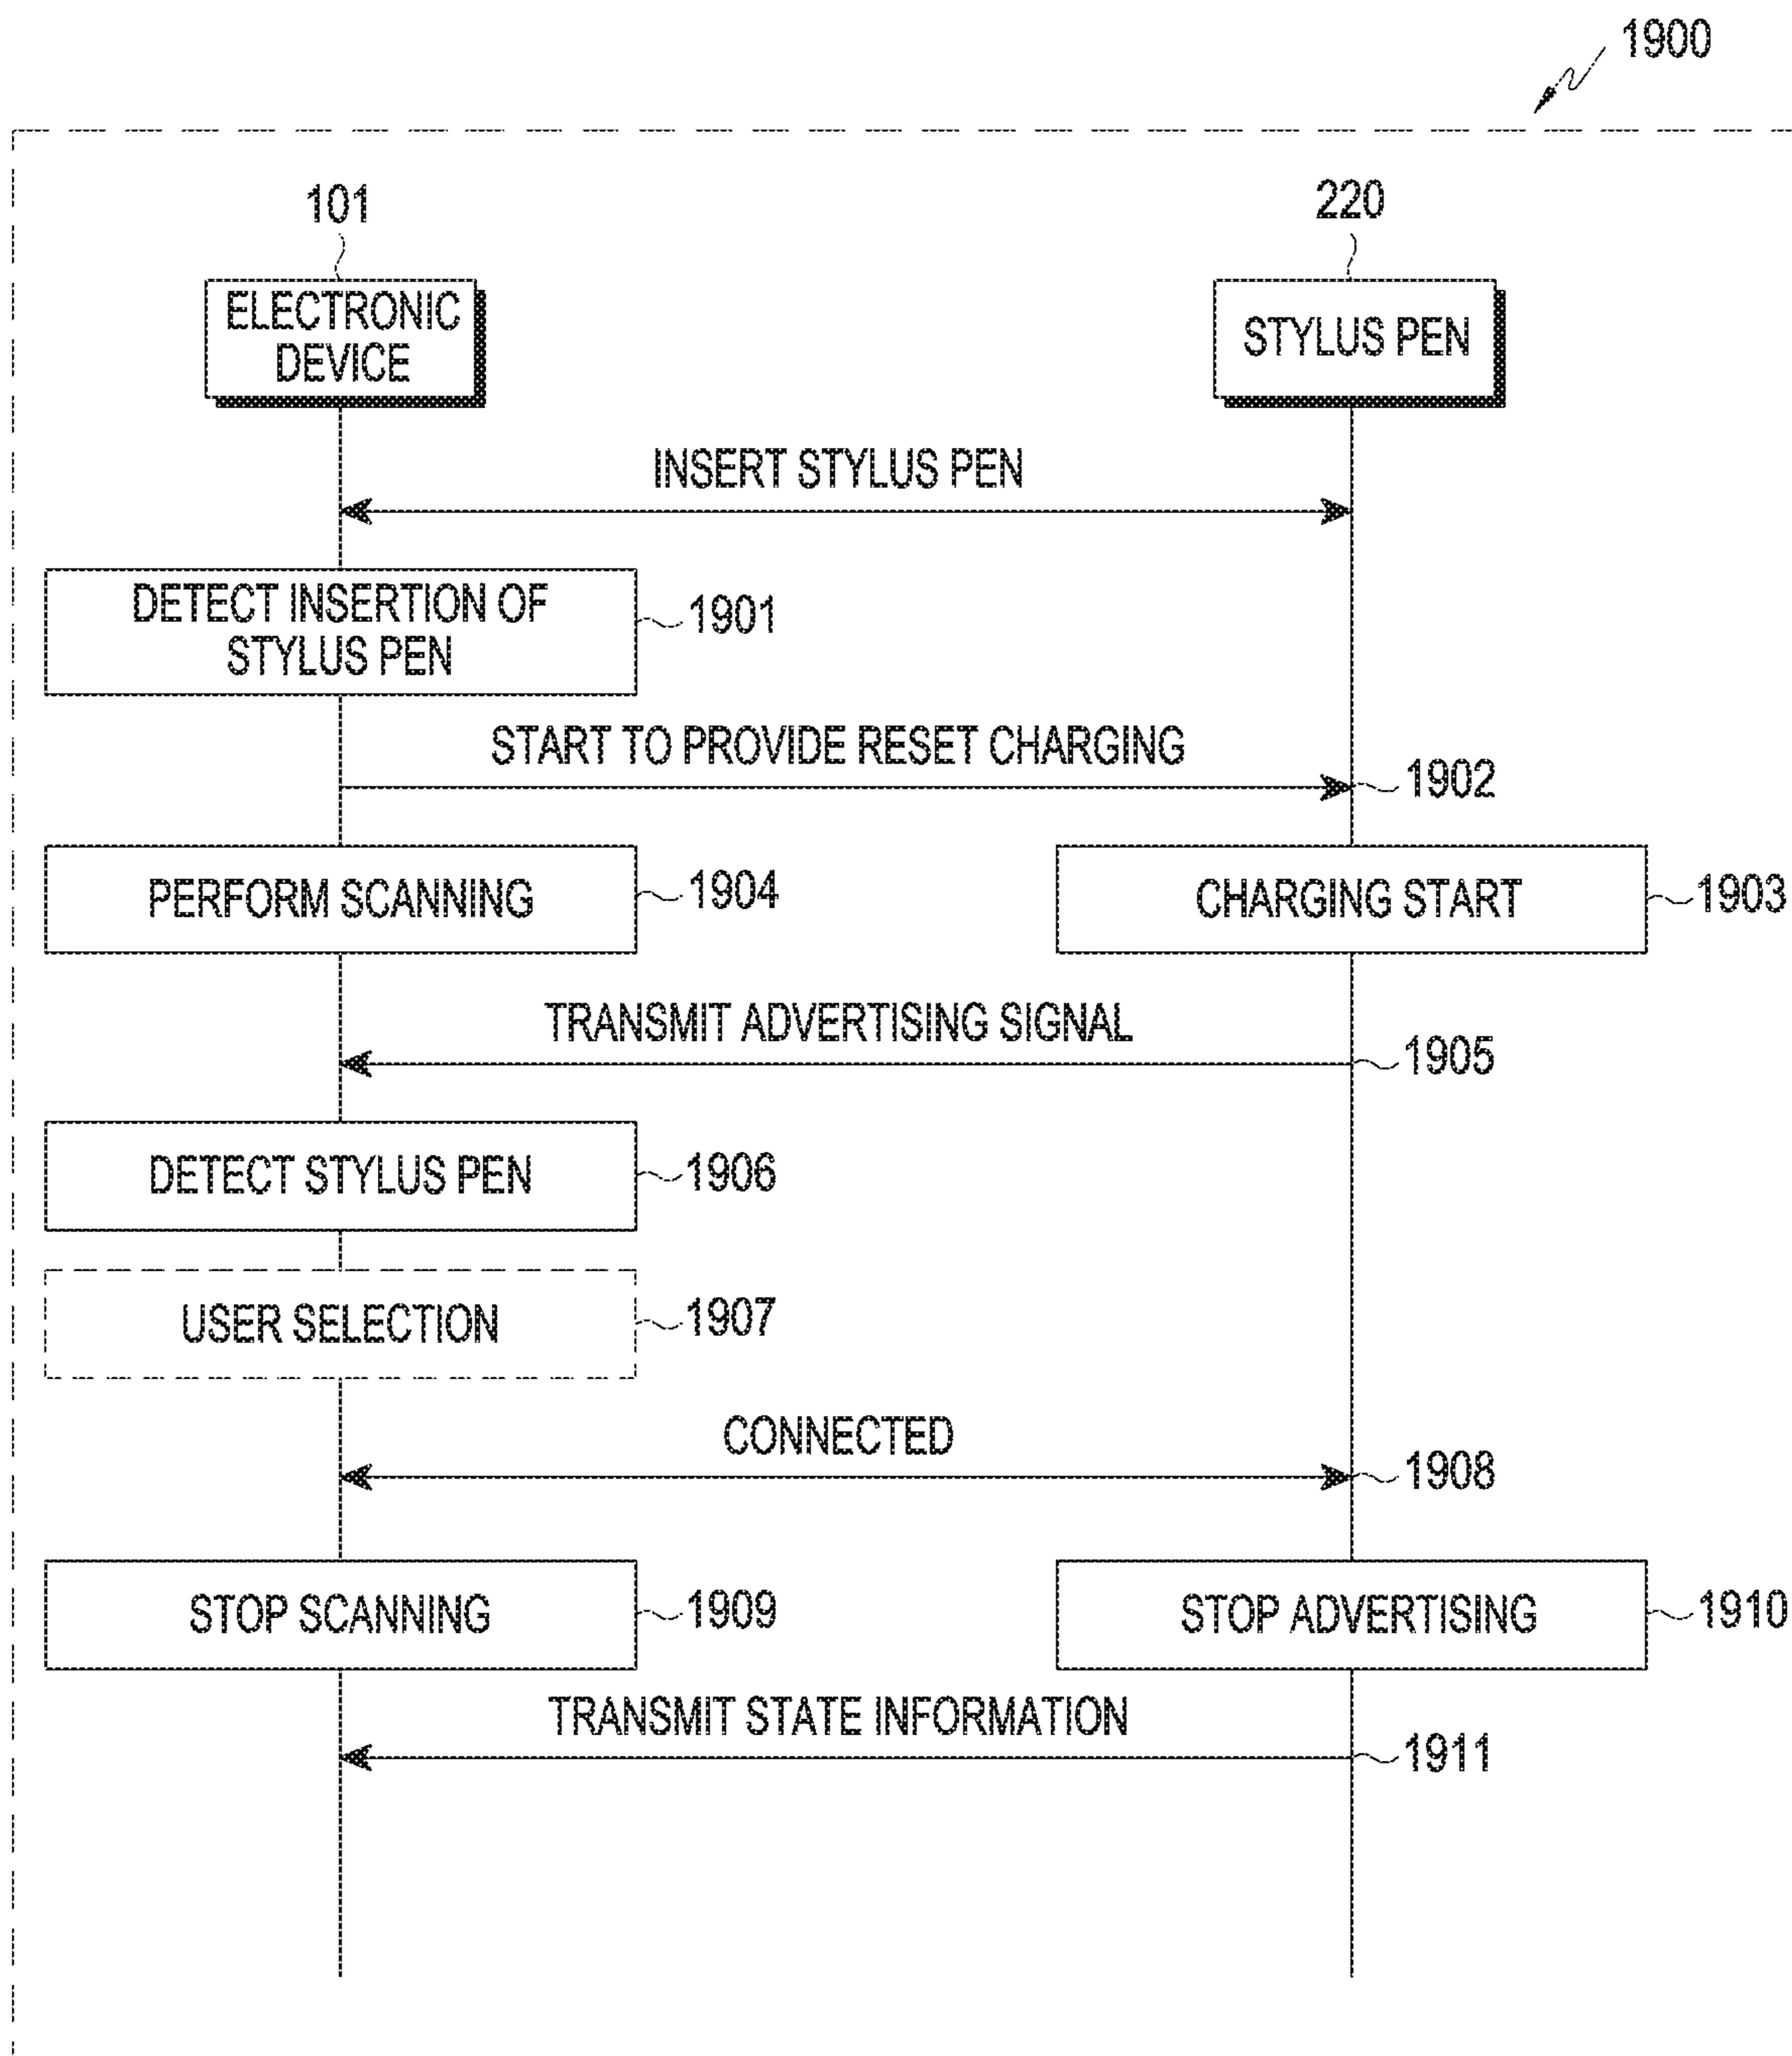 1900
101
220
ELECTRONIC
DEVICE
STYLUS PEN
INSERT STYLUS PEN
DETECT INSERTION OF
STYLUS PEN
1901
START TO PROVIDE RESET CHARGING
1902
PERFORM SCANNING
1904
CHARGING START
1903
TRANSMIT ADVERTISING SIGNAL
1905
DETECT STYLUS PEN
1906
USER SELECTION
1907
CONNECTED
1908
STOP SCANNING
1909
STOP ADVERTISING
1910
TRANSMIT STATE INFORMATION
1911